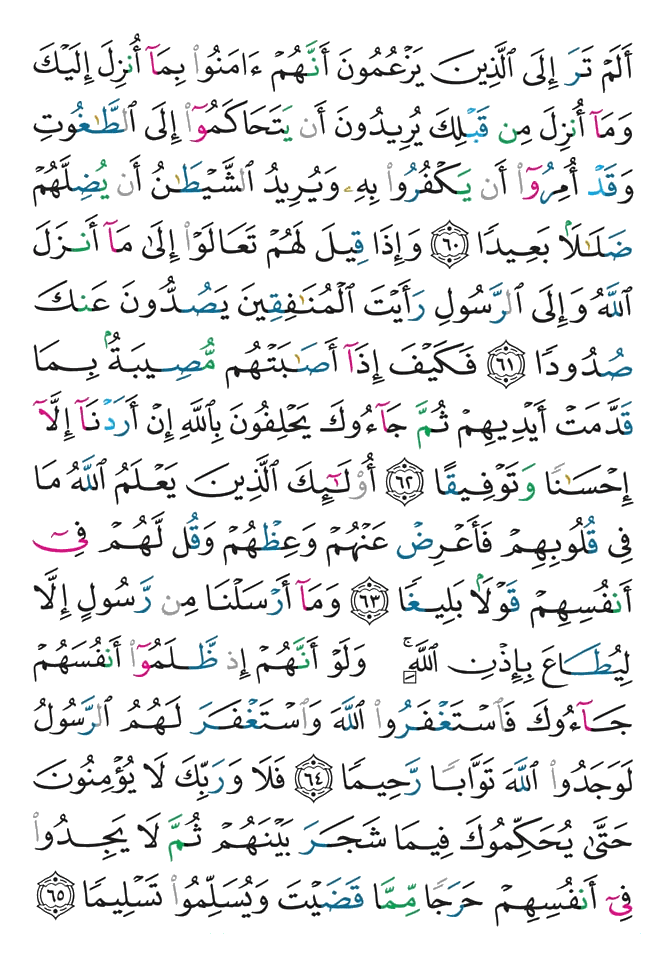 أَلَمْ تَرَ إِلَى ٱلَّذِينَ يَزْعُمُونَ أَنَّهُمْ ءَامَنُوا۟ بِمَآ أُنزِلَ إِلَيْكَ
وَمَآ أُنزِلَ مِن قَبْلِكَ يُرِيدُونَ أَن يَتَحَاكَمُوٓا۟ إِلَى ٱلطَّـٰغُوتِ
وَقَدْ أُمِرُوٓا۟ أَن يَكْفُرُوا۟ بِهِۦ وَيُرِيدُ ٱلشَّيْطَـٰنُ أَن يُضِلَّهُمْ
ضَلَـٰلًۢا بَعِيدًا ٦٠ وَإِذَا قِيلَ لَهُمْ تَعَالَوْا۟ إِلَىٰ مَآ أَنزَلَ
ٱللَّهُ وَإِلَى ٱلرَّسُولِ رَأَيْتَ ٱلْمُنَـٰفِقِينَ يَصُدُّونَ عَنكَ
صُدُودًا ٦١ فَكَيْفَ إِذَآ أَصَـٰبَتْهُم مُّصِيبَةٌۢ بِمَا
قَدَّمَتْ أَيْدِيهِمْ ثُمَّ جَآءُوكَ يَحْلِفُونَ بِٱللَّهِ إِنْ أَرَدْنَآ إِلَّآ
إِحْسَـٰنًا وَتَوْفِيقًا ٦٢ أُو۟لَـٰٓئِكَ ٱلَّذِينَ يَعْلَمُ ٱللَّهُ مَا
فِى قُلُوبِهِمْ فَأَعْرِضْ عَنْهُمْ وَعِظْهُمْ وَقُل لَّهُمْ فِىٓ
أَنفُسِهِمْ قَوْلًۢا بَلِيغًا ٦٣ وَمَآ أَرْسَلْنَا مِن رَّسُولٍ إِلَّا
لِيُطَاعَ بِإِذْنِ ٱللَّهِ ۚ وَلَوْ أَنَّهُمْ إِذ ظَّلَمُوٓا۟ أَنفُسَهُمْ
جَآءُوكَ فَٱسْتَغْفَرُوا۟ ٱللَّهَ وَٱسْتَغْفَرَ لَهُمُ ٱلرَّسُولُ
لَوَجَدُوا۟ ٱللَّهَ تَوَّابًا رَّحِيمًا ٦٤ فَلَا وَرَبِّكَ لَا يُؤْمِنُونَ
حَتَّىٰ يُحَكِّمُوكَ فِيمَا شَجَرَ بَيْنَهُمْ ثُمَّ لَا يَجِدُوا۟
فِىٓ أَنفُسِهِمْ حَرَجًا مِّمَّا قَضَيْتَ وَيُسَلِّمُوا۟ تَسْلِيمًا ٦٥